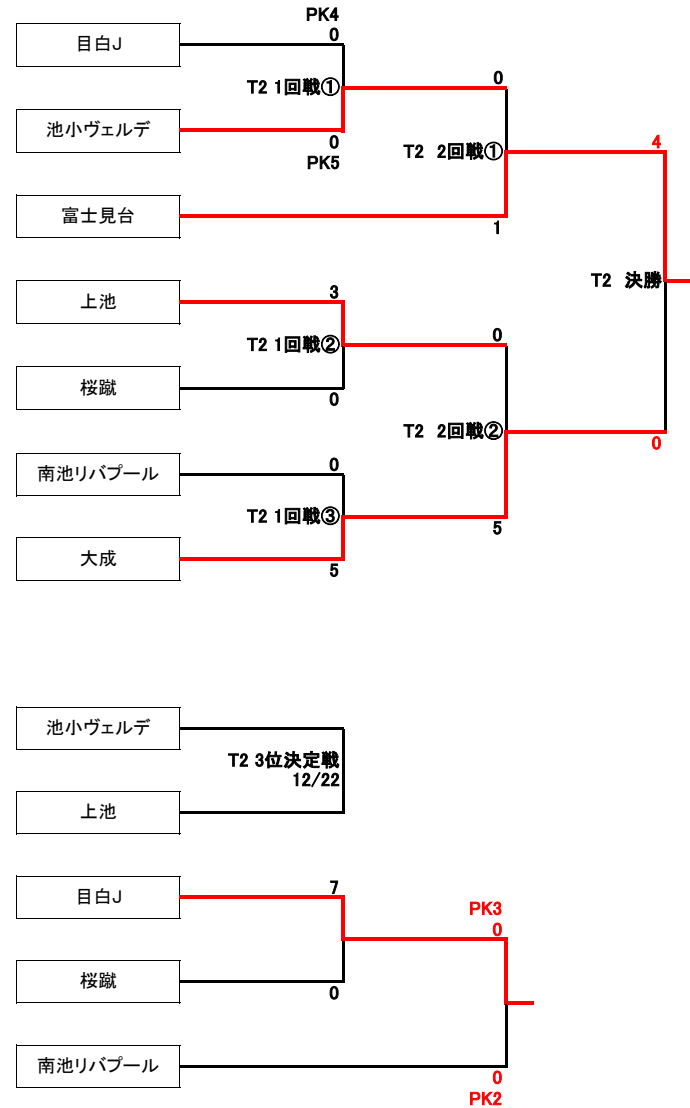 PK4
0
目白J
T2 1回戦①
0
池小ヴェルデ
0
PK5
T2 2回戦①
4
富士見台
1
T2 決勝
上池
3
T2 1回戦②
0
桜蹴
0
T2 2回戦②
0
南池リバプール
0
T2 1回戦③
5
大成
5
池小ヴェルデ
T2 3位決定戦
12/22
上池
目白J
7
PK3
0
桜蹴
0
南池リバプール
0
PK2